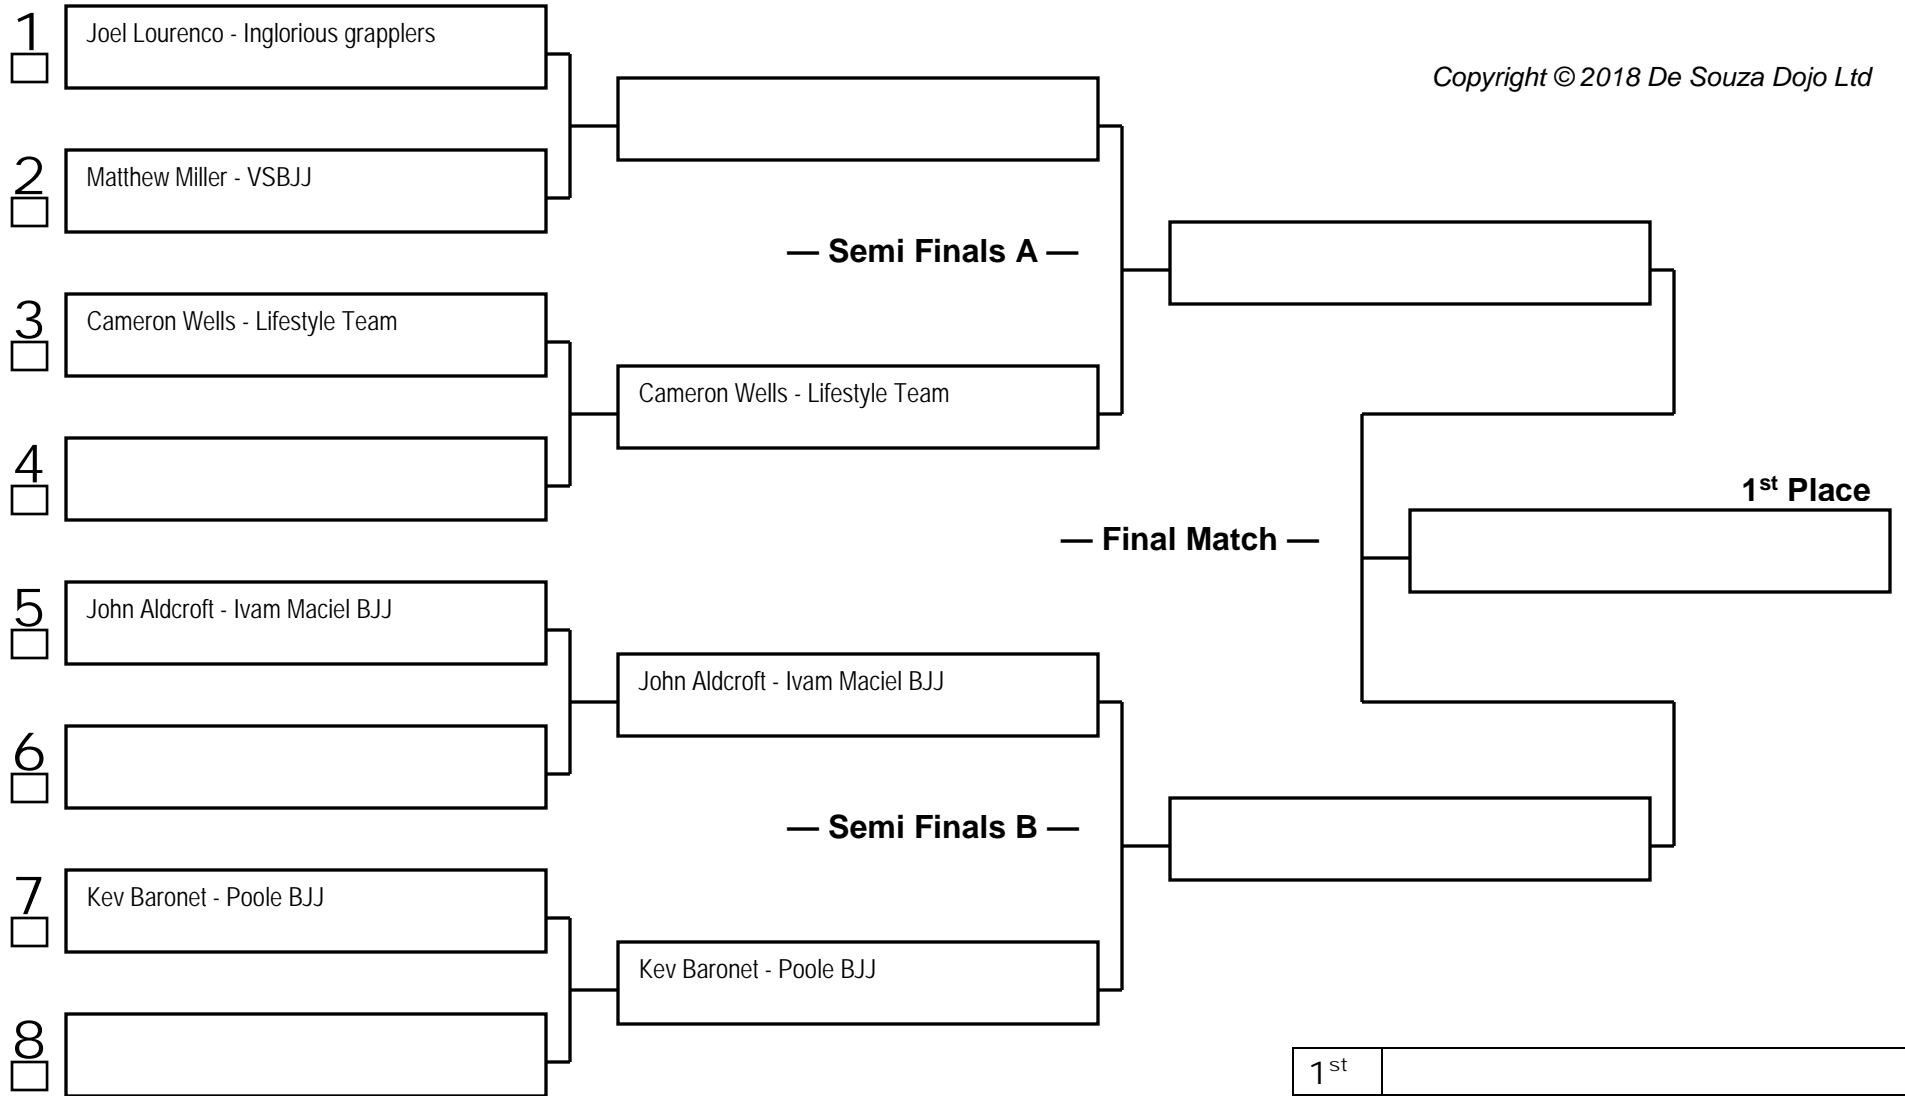 1
Joel Lourenco - Inglorious grapplers
Copyright © 2018 De Souza Dojo Ltd
2
Matthew Miller - VSBJJ
— Semi Finals A —
3
Cameron Wells - Lifestyle Team
Cameron Wells - Lifestyle Team
4
1st Place
— Final Match —
5
John Aldcroft - Ivam Maciel BJJ
John Aldcroft - Ivam Maciel BJJ
6
— Semi Finals B —
7
Kev Baronet - Poole BJJ
Kev Baronet - Poole BJJ
8
1st